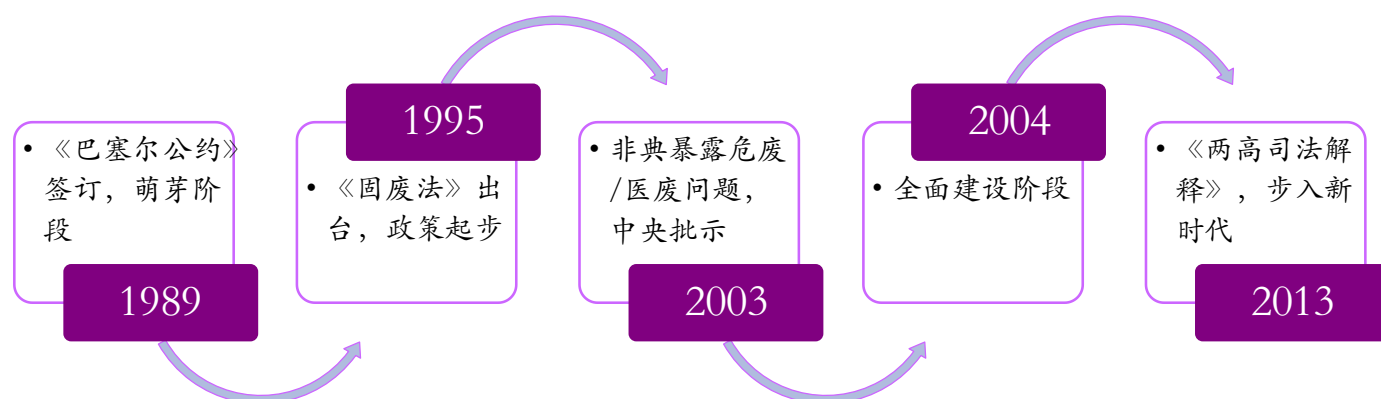 • 《巴塞尔公约》
签订，萌芽阶
段
1989
1995
• 《固废法》出
台，政策起步
• 非典暴露危废
/医废问题，
中央批示
2003
2004
• 全面建设阶段
• 《两高司法解
释》，步入新
时代
2013